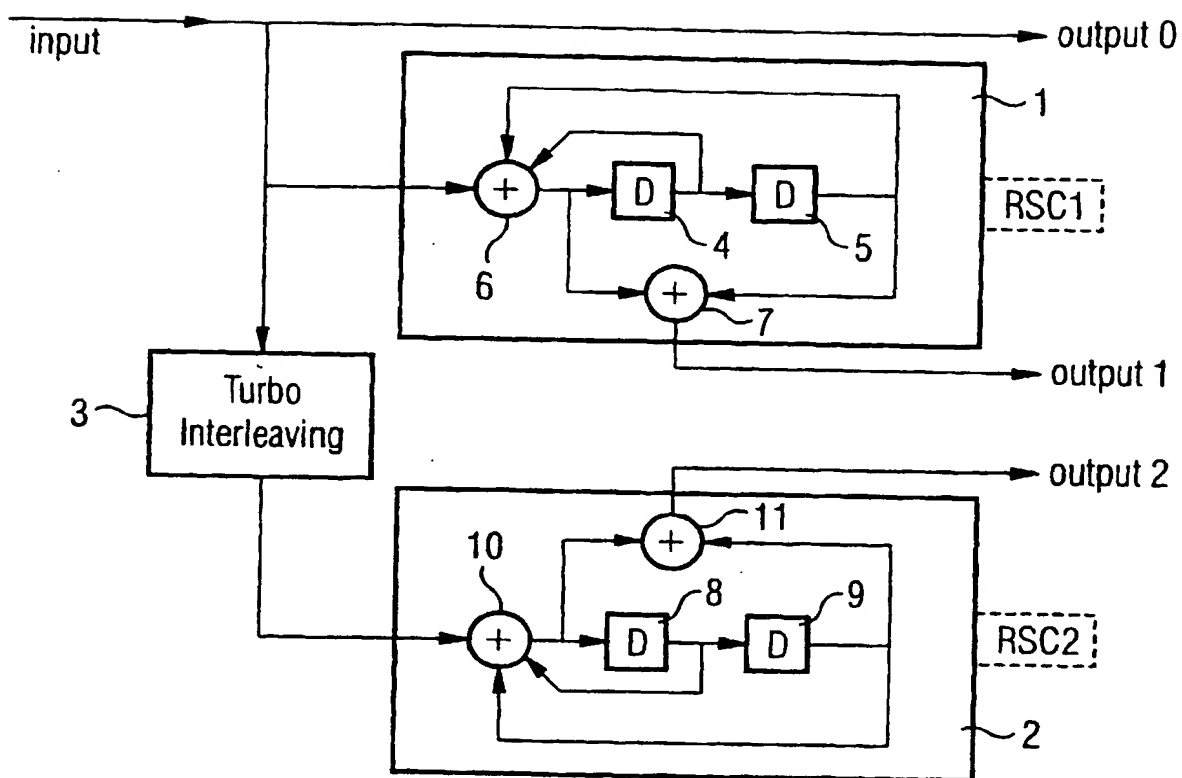 input
output 0
1
+
D
D
RSC1
4
5
6
+
7
output 1
3
Turbo
Interleaving
output 2
11
+
10
8
9
+
D
D
RSC2
2